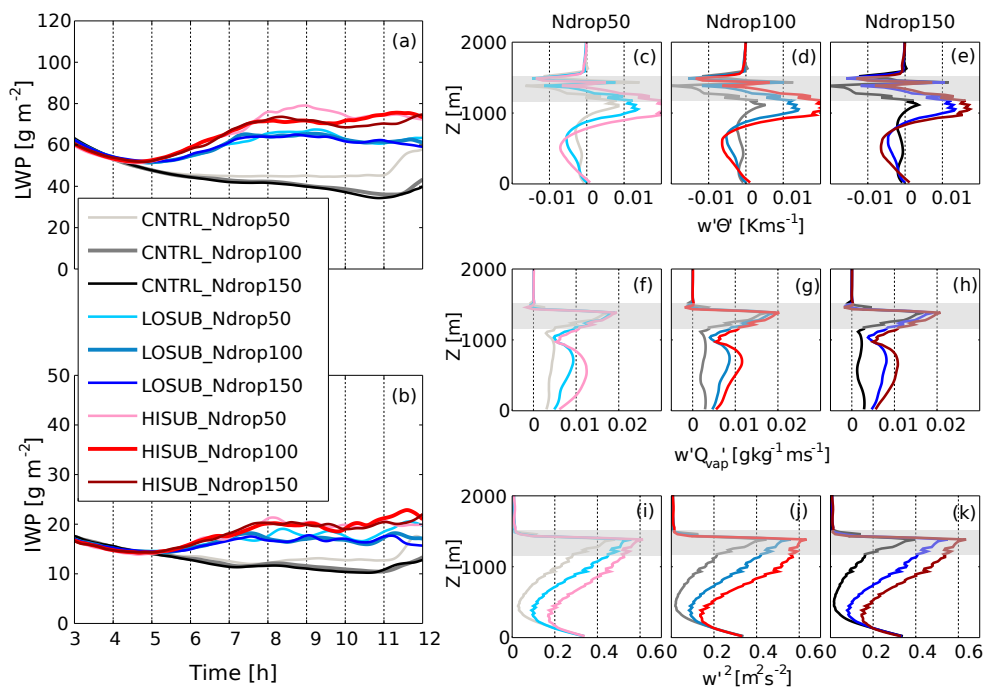 Ndrop50 Ndrop100 Ndrop150
120
100
80
60
40
20
0
LWP [g m⁻²]
(a)
CNTRL_Ndrop50
CNTRL_Ndrop100
CNTRL_Ndrop150
LOSUB_Ndrop50
LOSUB_Ndrop100
LOSUB_Ndrop150
HISUB_Ndrop50
HISUB_Ndrop100
HISUB_Ndrop150
50
40
30
20
10
0
IWP [g m⁻²]
(b)
3 4 5 6 7 8 9 10 11 12
Time [h]
2000
1000
0
Z [m]
(c) (d) (e)
-0.01 0 0.01 -0.01 0 0.01 -0.01 0 0.01
w'Θ' [Kms⁻¹]
2000
1000
0
Z [m]
(f) (g) (h)
0 0.01 0.02 0 0.01 0.02 0 0.01 0.02
w'Qvap' [gkg⁻¹ms⁻¹]
2000
1000
0
Z [m]
(i) (j) (k)
0 0.2 0.4 0.6 0 0.2 0.4 0.6 0 0.2 0.4 0.6
w'² [m²s⁻²]